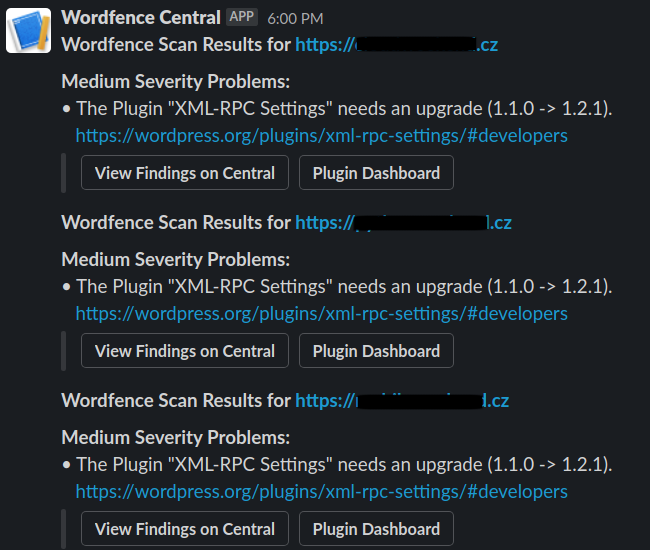 Wordfence Central APP 6:00 PM
Wordfence Scan Results for https:// .cz
Medium Severity Problems:
• The Plugin "XML-RPC Settings" needs an upgrade (1.1.0 -> 1.2.1).
https://wordpress.org/plugins/xml-rpc-settings/#developers
View Findings on Central Plugin Dashboard
Wordfence Scan Results for https:// .cz
Medium Severity Problems:
• The Plugin "XML-RPC Settings" needs an upgrade (1.1.0 -> 1.2.1).
https://wordpress.org/plugins/xml-rpc-settings/#developers
View Findings on Central Plugin Dashboard
Wordfence Scan Results for https:// .cz
Medium Severity Problems:
• The Plugin "XML-RPC Settings" needs an upgrade (1.1.0 -> 1.2.1).
https://wordpress.org/plugins/xml-rpc-settings/#developers
View Findings on Central Plugin Dashboard